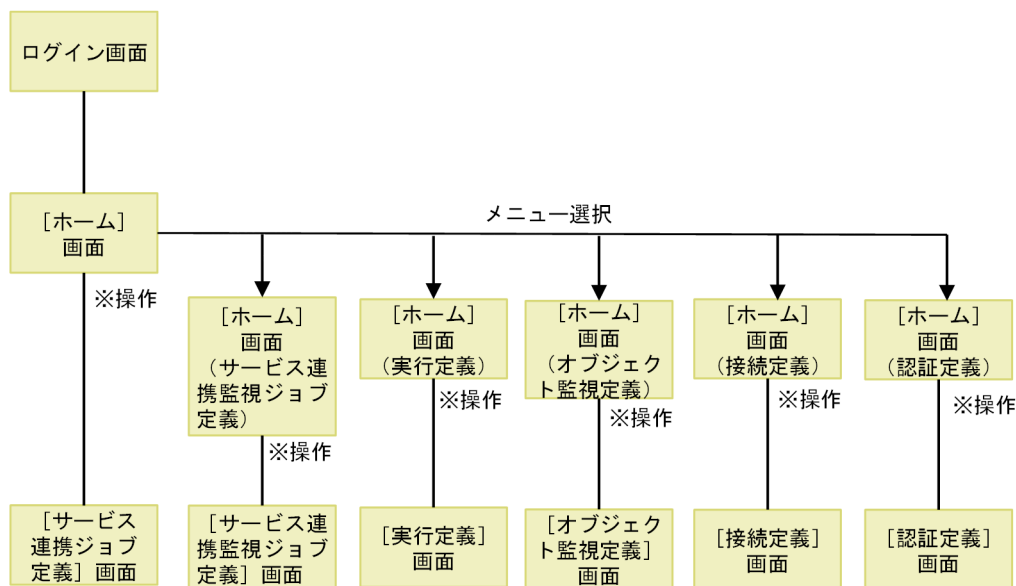 ログイン画面
［ホーム］
画面
メニュー選択
※操作
［ホーム］
画面
（サービス連
携監視ジョブ
定義）
※操作
［ホーム］
画面
（実行定義）
※操作
［ホーム］
画面
（オブジェク
ト監視定義）
※操作
［ホーム］
画面
（接続定義）
※操作
［ホーム］
画面
（認証定義）
※操作
［サービス
連携ジョブ
定義］画面
［サービス連
携監視ジョブ
定義］画面
［実行定義］
画面
［オブジェク
ト監視定義］
画面
［接続定義］
画面
［認証定義］
画面